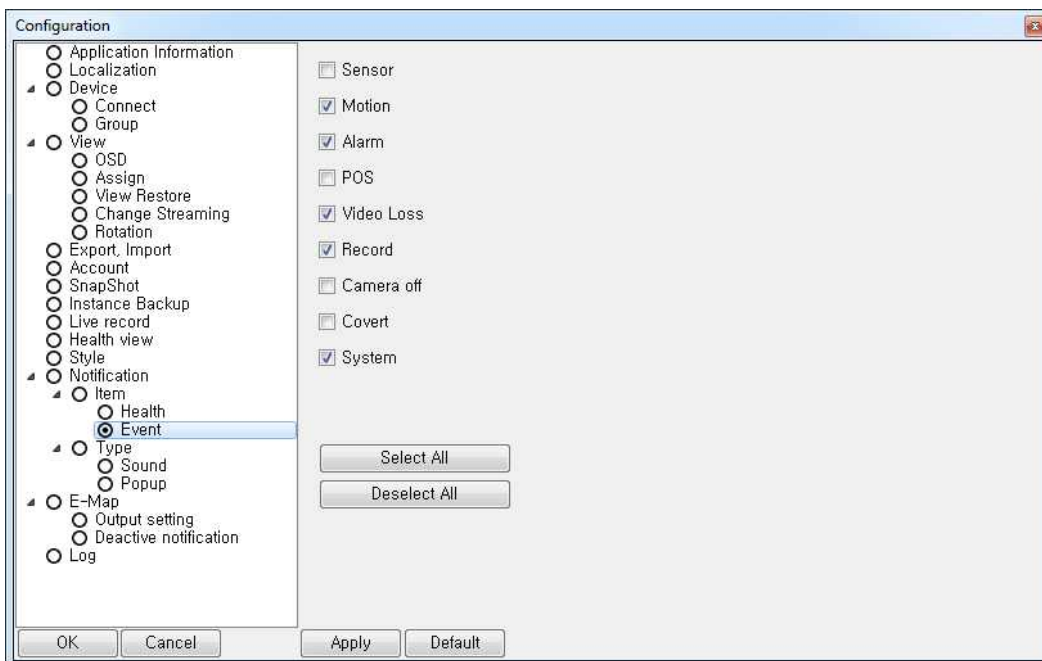 Configuration
Application Information
Localization
Device
Connect
Group
View
OSD
Assign
View Restore
Change Streaming
Rotation
Export, Import
Account
SnapShot
Instance Backup
Live record
Health view
Style
Notification
Item
Health
Event
Type
Sound
Popup
E-Map
Output setting
Deactive notification
Log
Sensor
Motion
Alarm
POS
Video Loss
Record
Camera off
Covert
System
Select All
Deselect All
OK
Cancel
Apply
Default